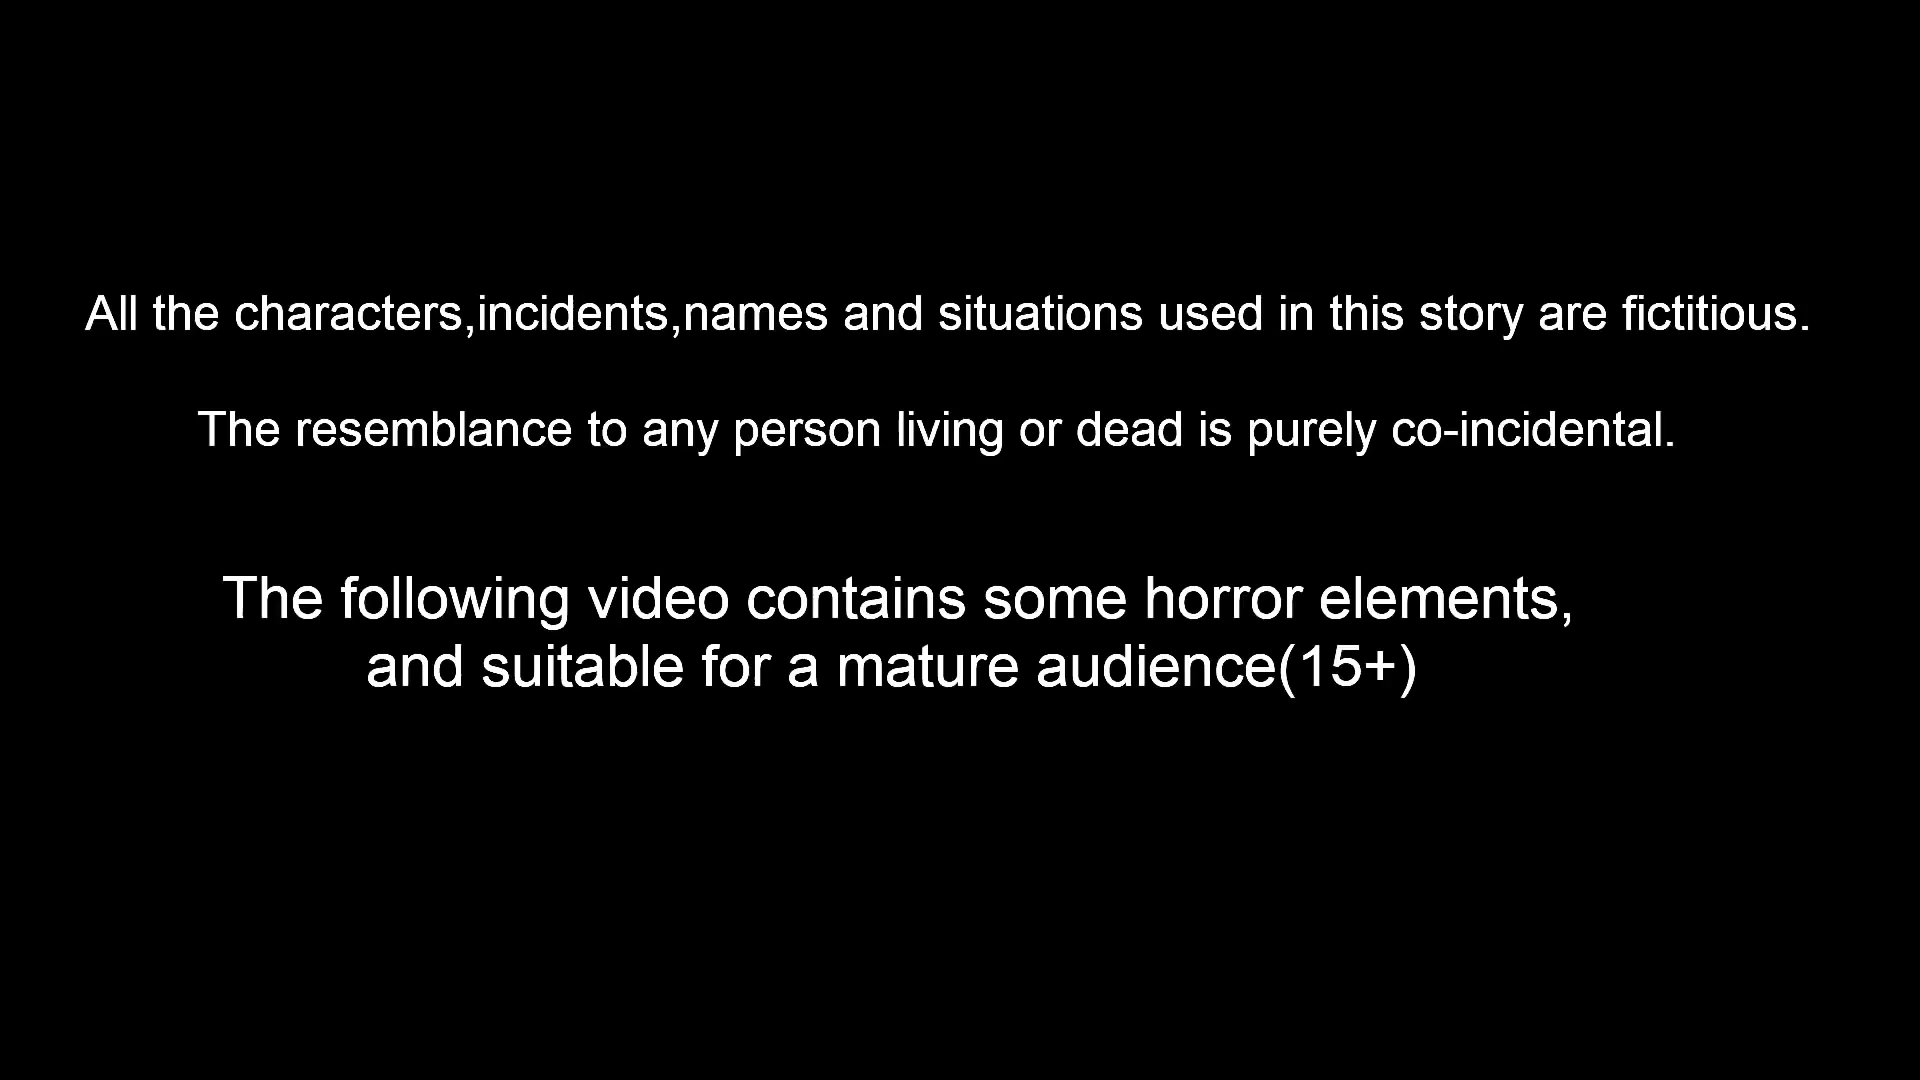 All the characters,incidents,names and situations used in this story are fictitious.
The resemblance to any person living or dead is purely co-incidental.
The following video contains some horror elements,
and suitable for a mature audience(15+)